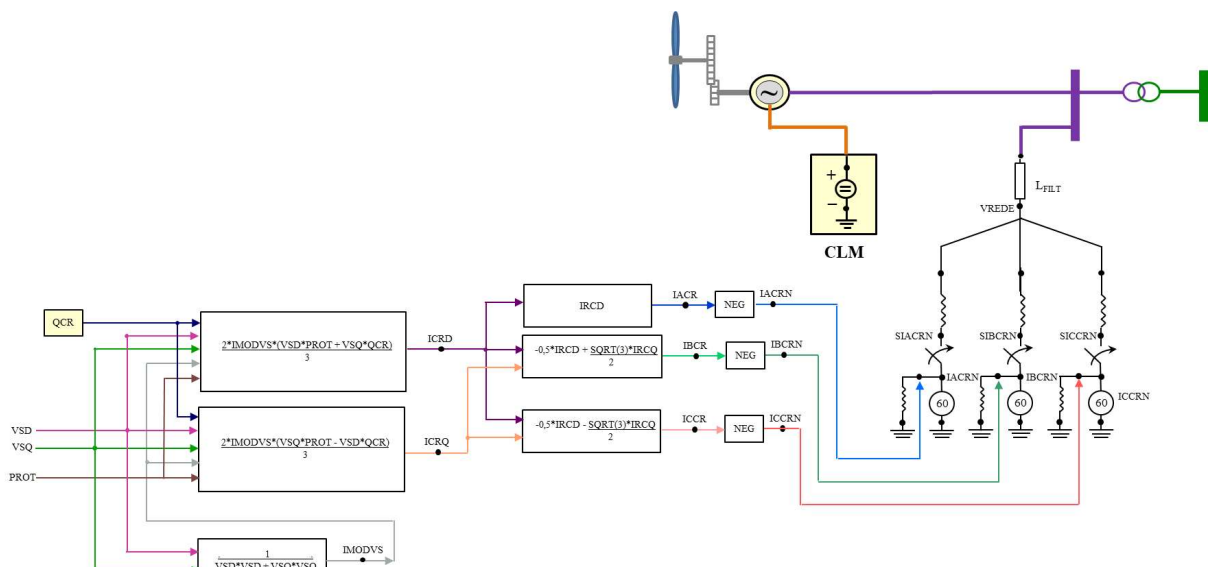 +
~
=
−
CLM
L_FILT
VREDE
SIACRN
SIBCRN
SICCRN
IACRN
IBCRN
ICCRN
60
60
60
QCR
2*IMODVS*(VSD*PROT + VSQ*QCR)
3
ICRD
IRCD
IACR
NEG
IACRN
-0,5*IRCD + SQRT(3)*IRCQ
2
IBCR
NEG
IBCRN
VSD
VSQ
PROT
2*IMODVS*(VSQ*PROT - VSD*QCR)
3
ICRQ
-0,5*IRCD - SQRT(3)*IRCQ
2
ICCR
NEG
ICCRN
1
VSD*VSD + VSQ*VSQ
IMODVS